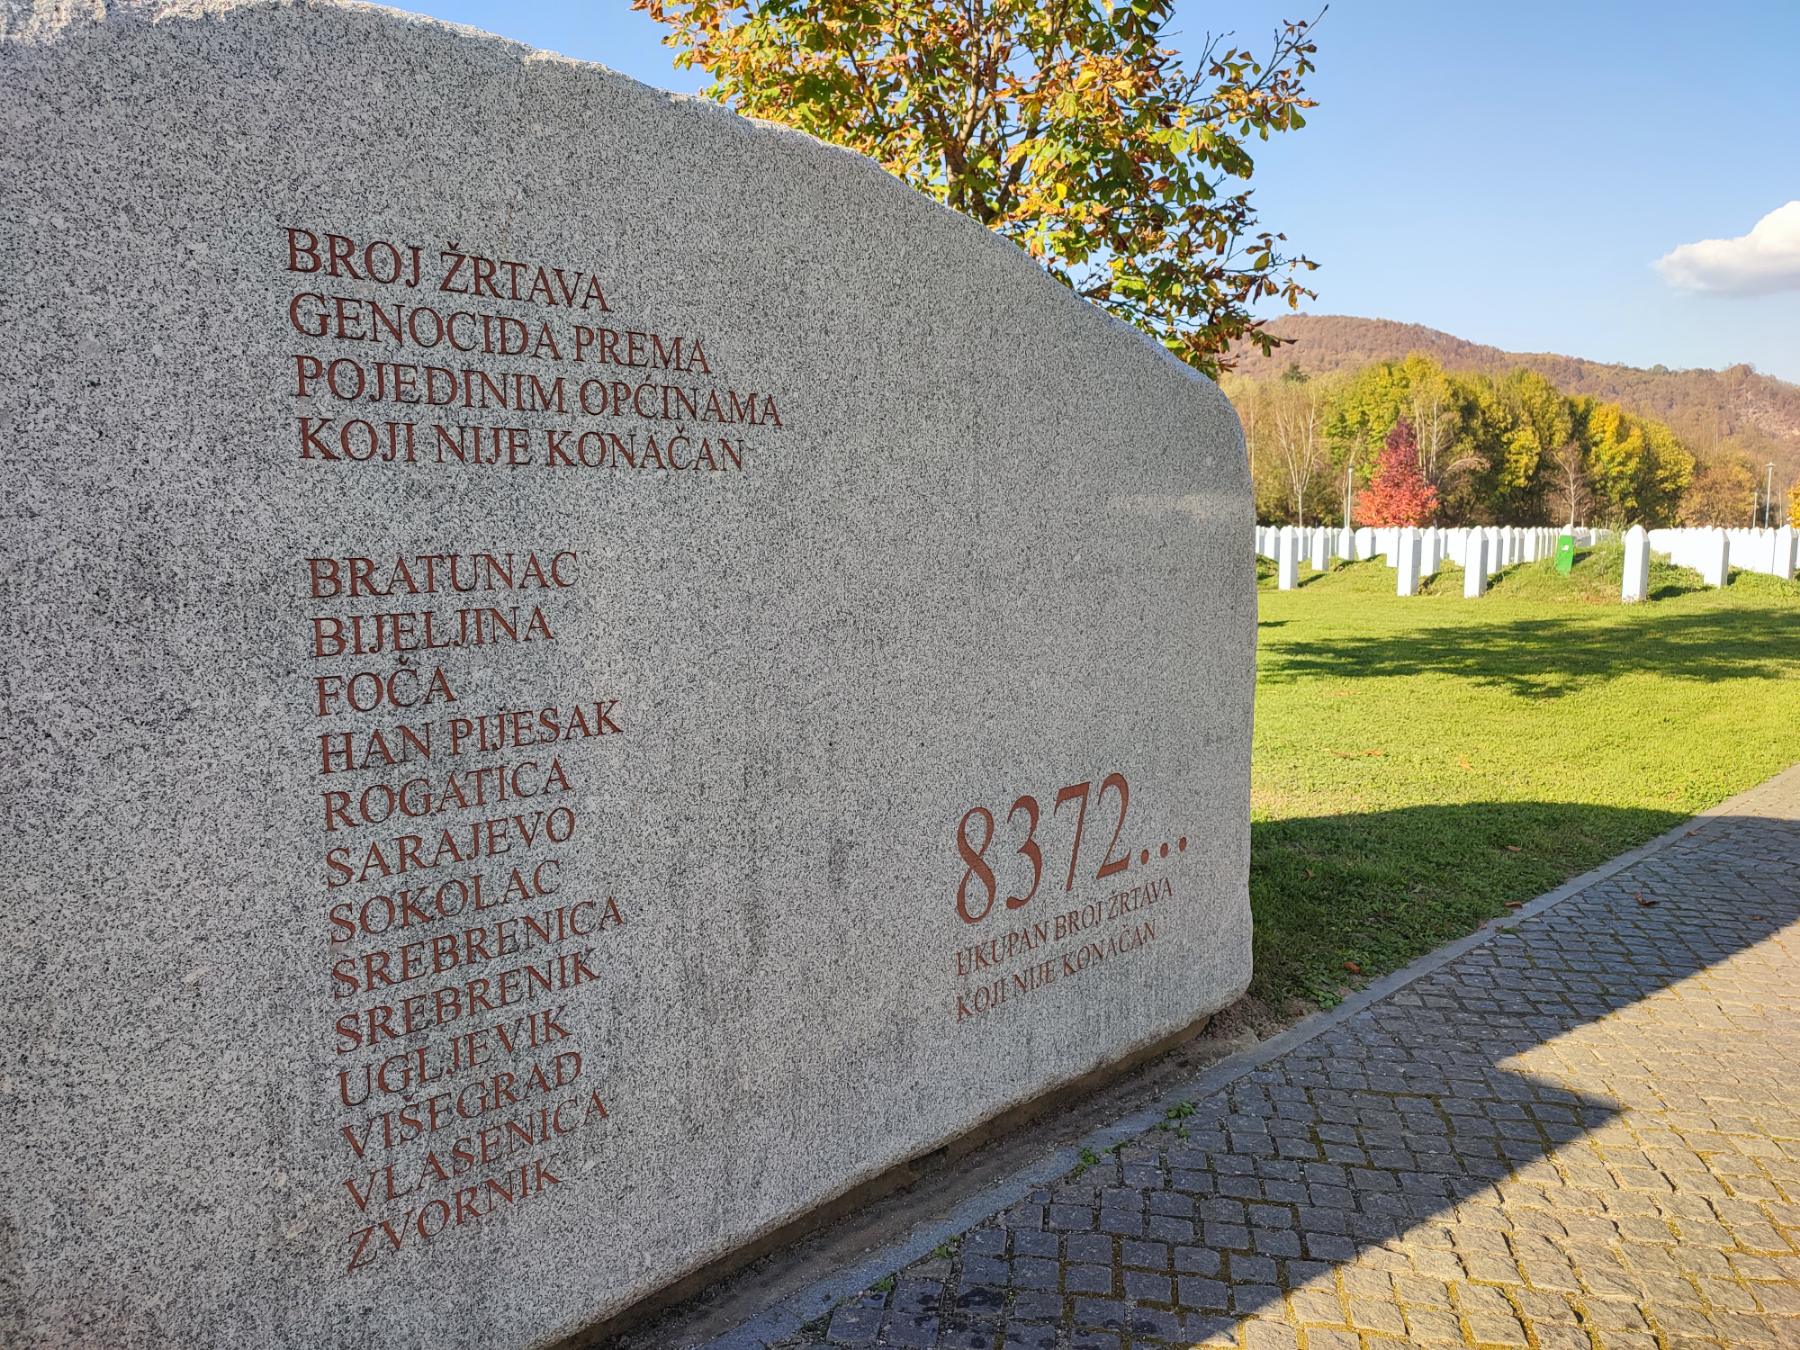 BROJ ŽRTAVA
GENOCIDA PREMA
POJEDINIM OPĆINAMA
KOJI NIJE KONAČAN
BRATUNAC
BIJELJINA
FOČA
HAN PIJESAK
ROGATICA
SARAJEVO
SOKOLAC
SREBRENICA
SREBRENIK
UGLJEVIK
VIŠEGRAD
VLASENICA
ZVORNIK
8372...
UKUPAN BROJ ŽRTAVA
KOJI NIJE KONAČAN